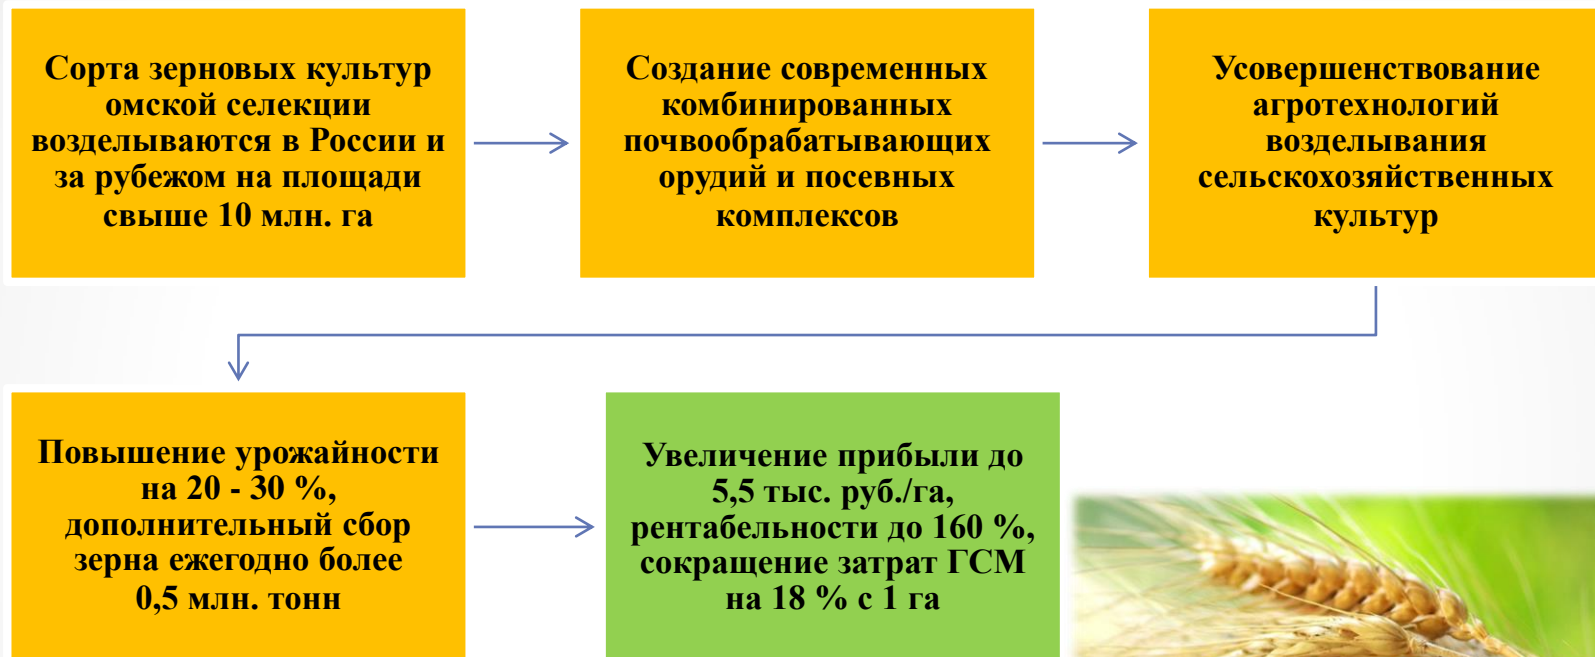 Сорта зерновых культур
омской селекции
возделываются в России и
за рубежом на площади
свыше 10 млн. га
Создание современных
комбинированных
почвообрабатывающих
орудий и посевных
комплексов
Усовершенствование
агротехнологий
возделывания
сельскохозяйственных
культур
Повышение урожайности
на 20 - 30 %,
дополнительный сбор
зерна ежегодно более
0,5 млн. тонн
Увеличение прибыли до
5,5 тыс. руб./га,
рентабельности до 160 %,
сокращение затрат ГСМ
на 18 % с 1 га